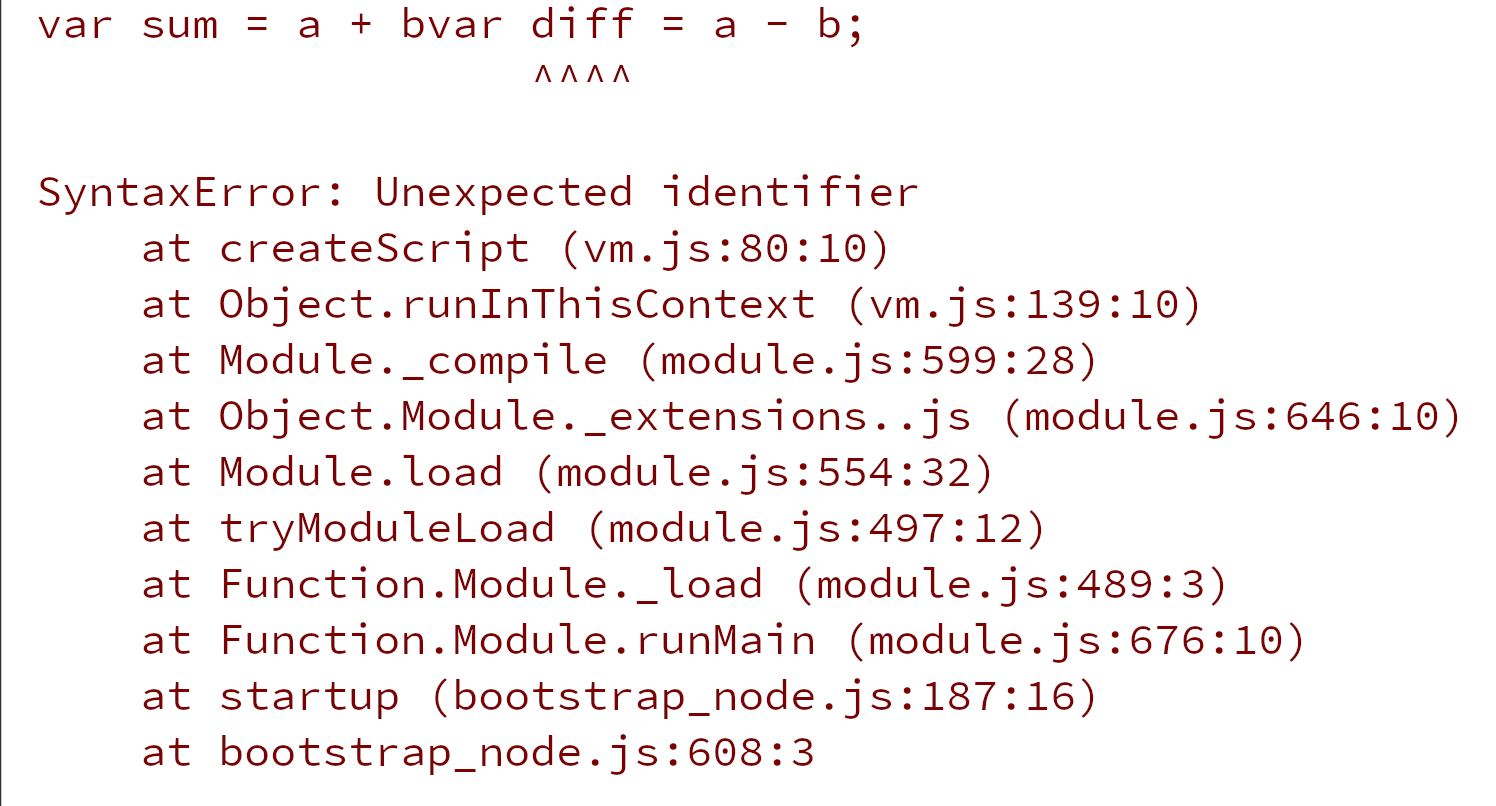 var sum = a + bvar diff = a - b;
^^^^
SyntaxError: Unexpected identifier
at createScript (vm.js:80:10)
at Object.runInThisContext (vm.js:139:10)
at Module._compile (module.js:599:28)
at Object.Module._extensions..js (module.js:646:10)
at Module.load (module.js:554:32)
at tryModuleLoad (module.js:497:12)
at Function.Module._load (module.js:489:3)
at Function.Module.runMain (module.js:676:10)
at startup (bootstrap_node.js:187:16)
at bootstrap_node.js:608:3